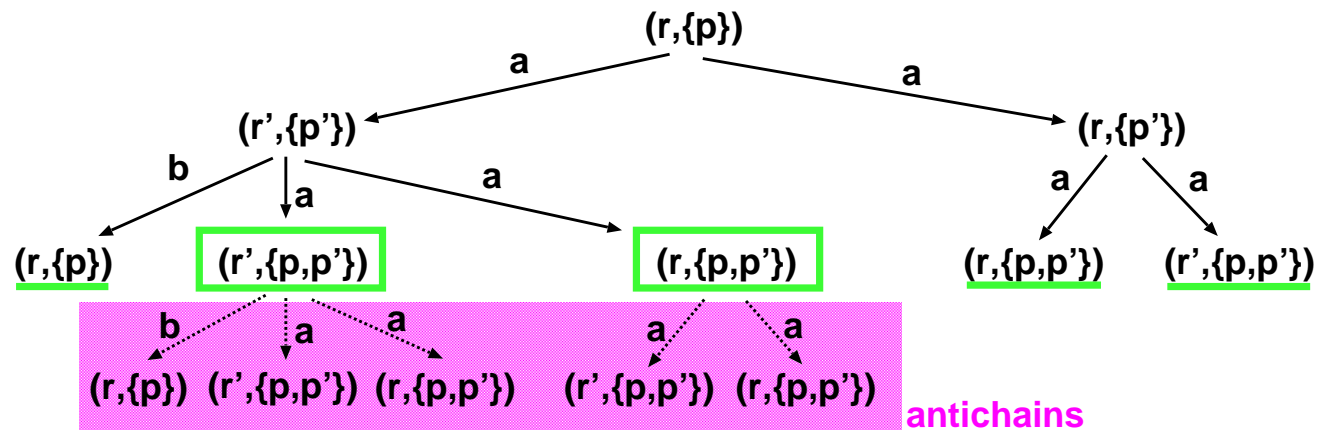 (r,{p})
a a
(r’,{p’}) (r,{p’})
b a a a a
(r,{p}) (r’,{p,p’}) (r,{p,p’}) (r,{p,p’}) (r’,{p,p’})
b a a a a
(r,{p}) (r’,{p,p’}) (r,{p,p’}) (r’,{p,p’}) (r,{p,p’})
antichains